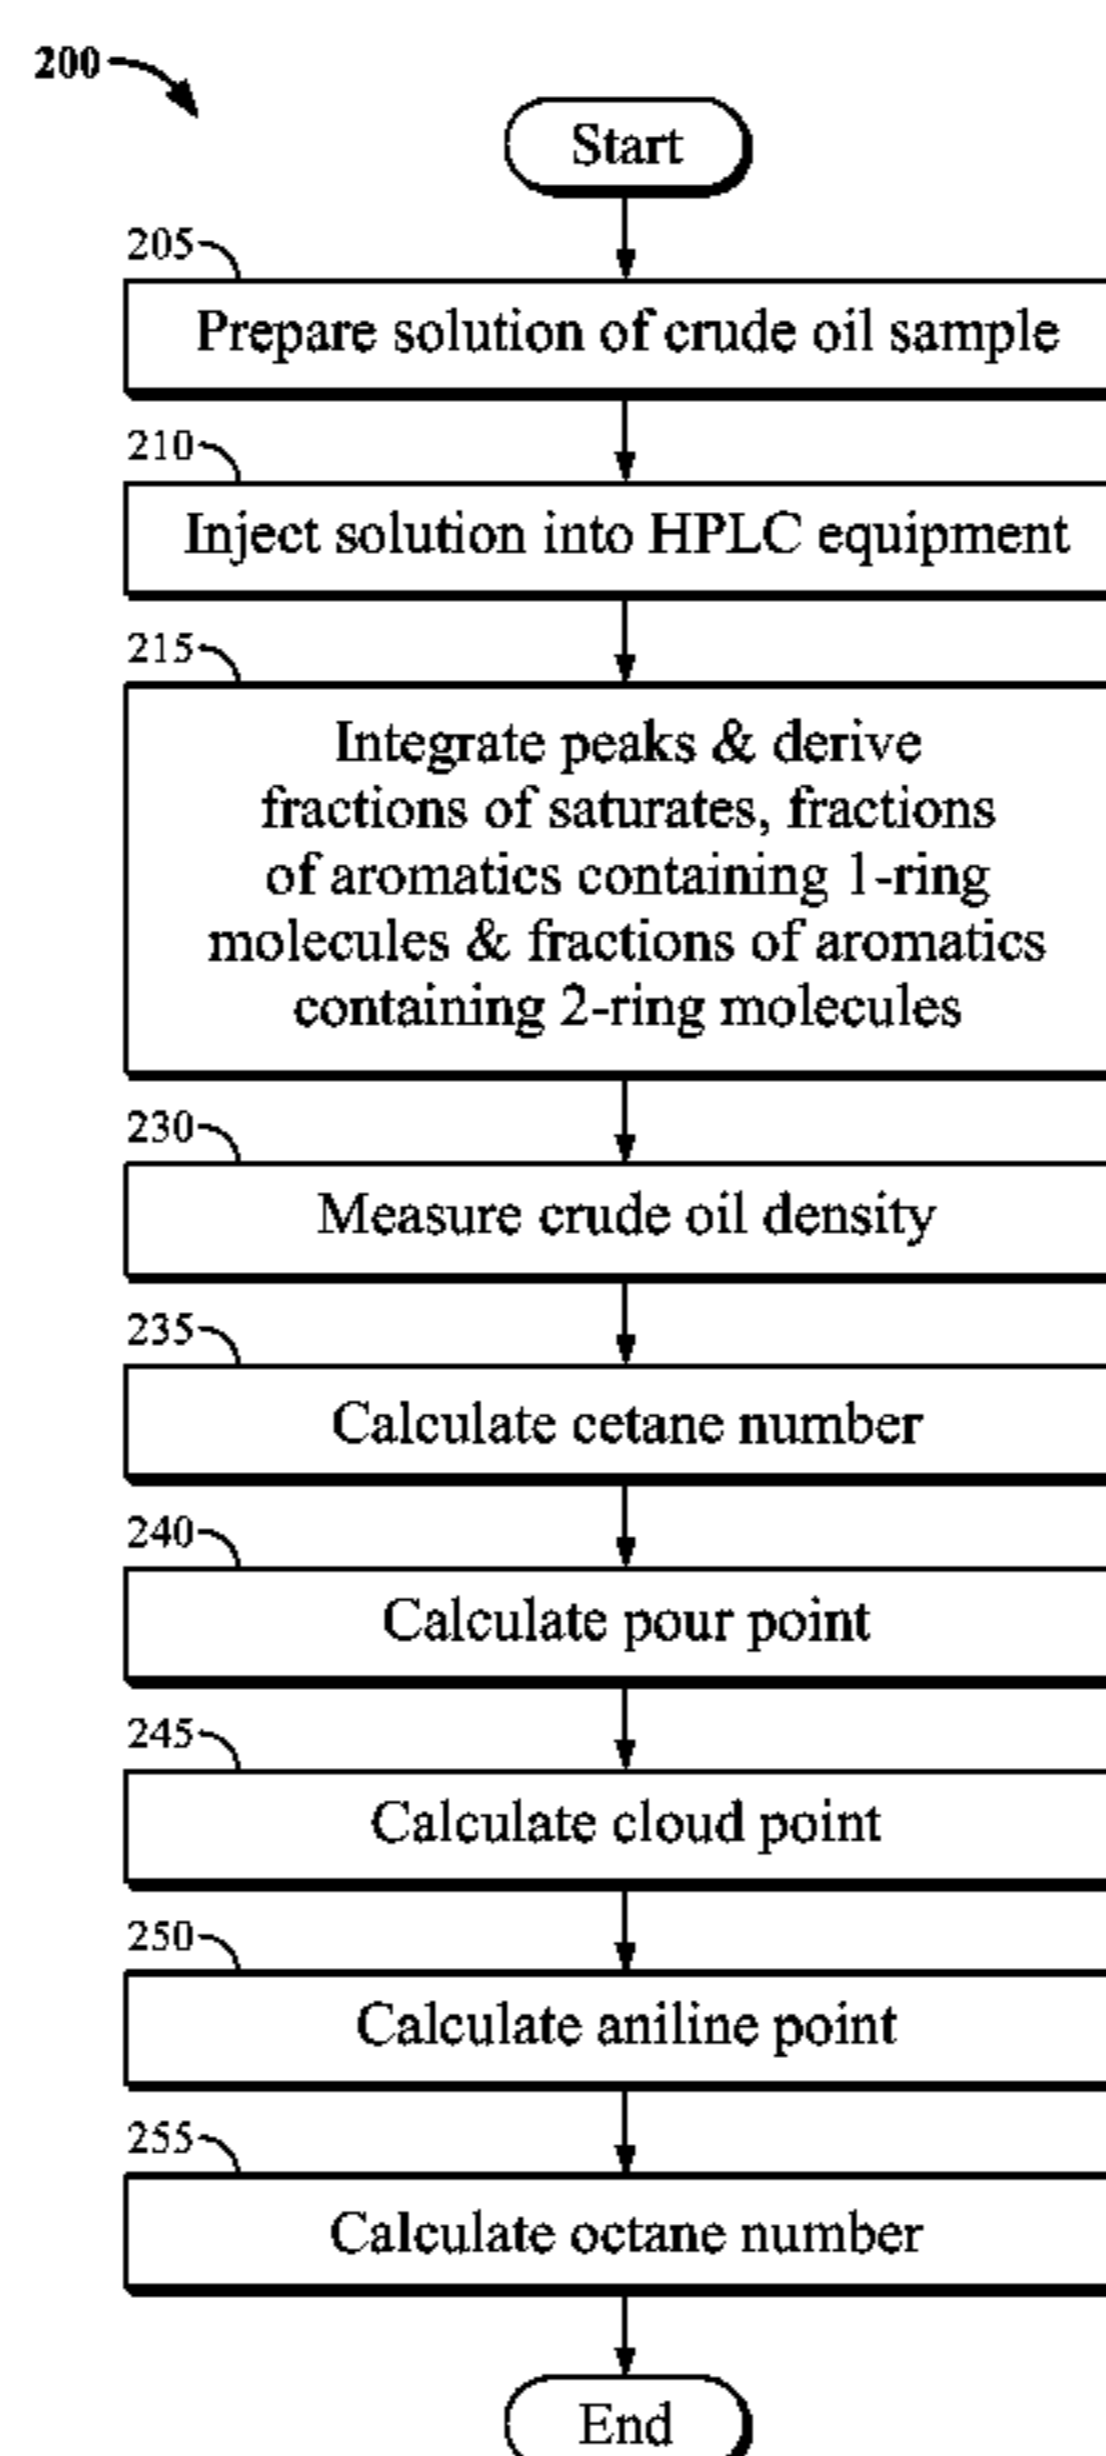 200
Start
205
Prepare solution of crude oil sample
210
Inject solution into HPLC equipment
215
Integrate peaks & derive
fractions of saturates, fractions
of aromatics containing 1-ring
molecules & fractions of aromatics
containing 2-ring molecules
230
Measure crude oil density
235
Calculate cetane number
240
Calculate pour point
245
Calculate cloud point
250
Calculate aniline point
255
Calculate octane number
End